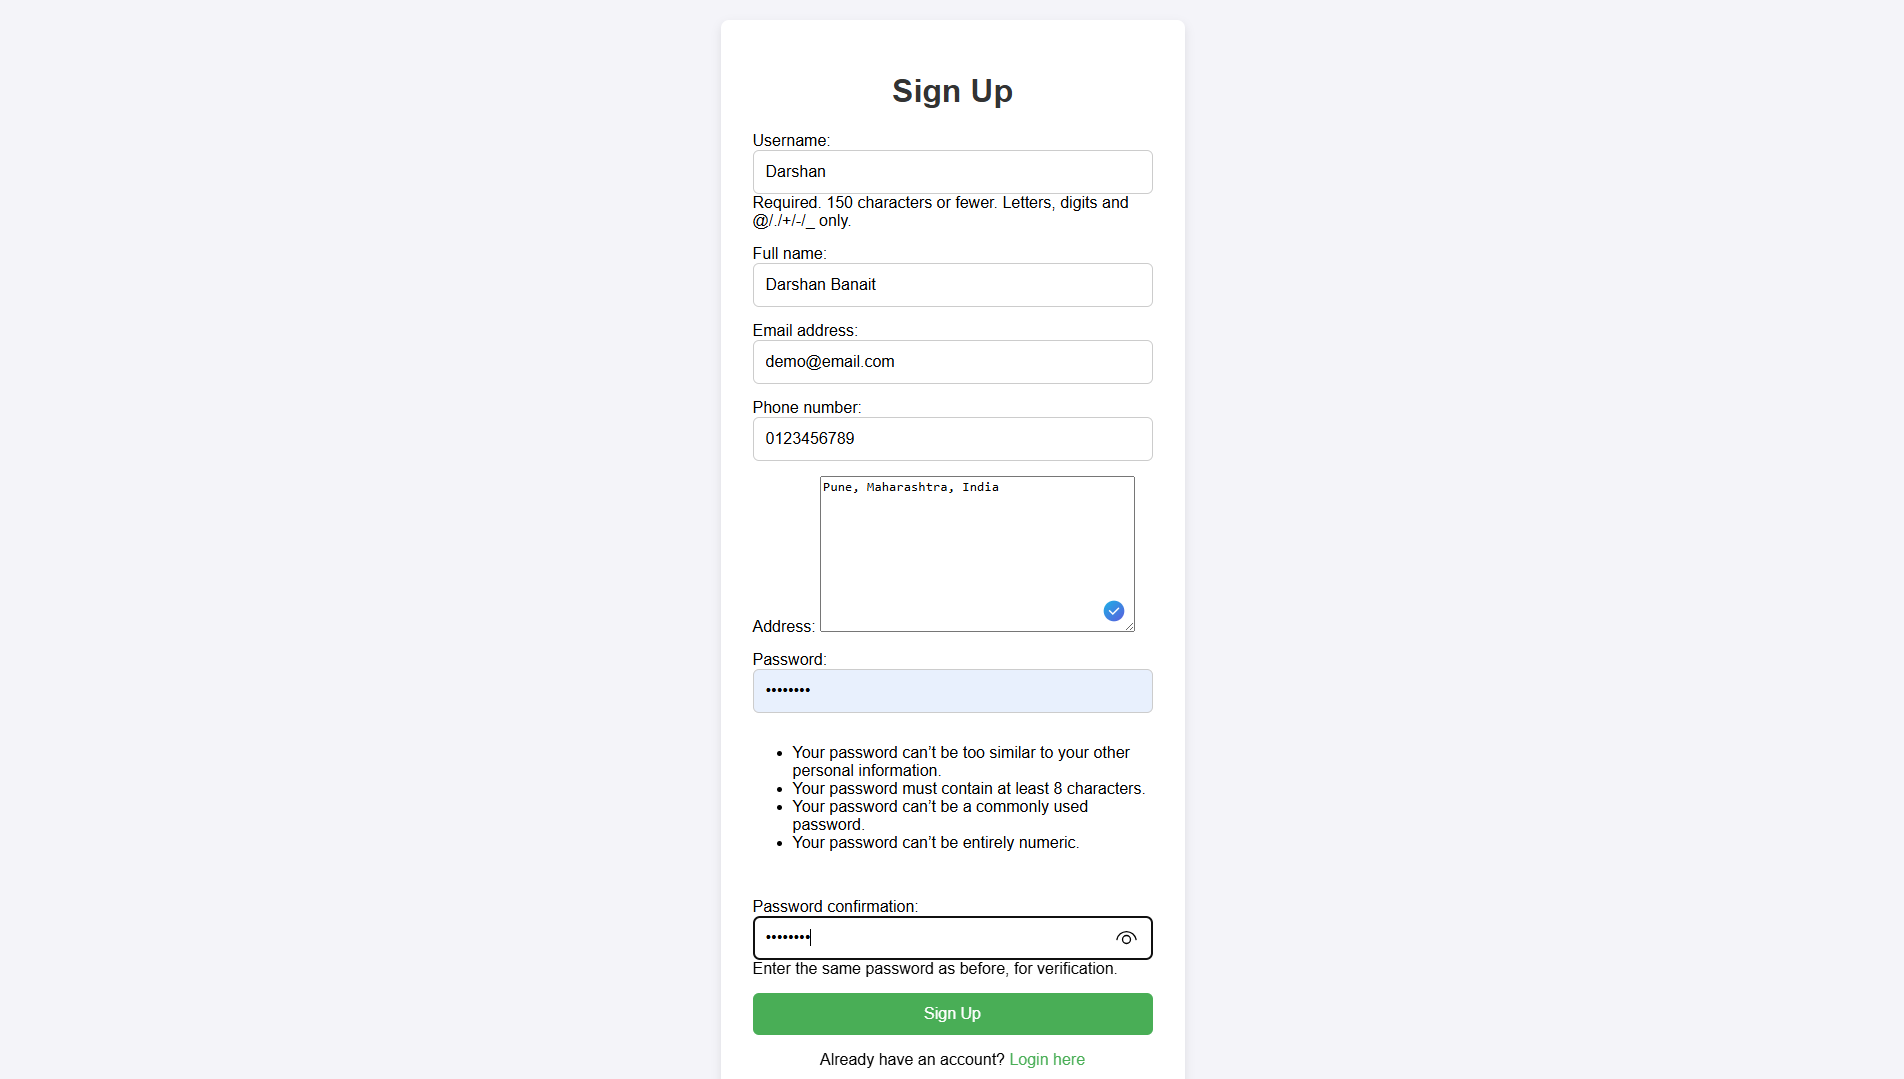 Sign Up
Username:
Darshan
Required. 150 characters or fewer. Letters, digits and
@/./+/-/_ only.
Full name:
Darshan Banait
Email address:
demo@email.com
Phone number:
0123456789
Pune, Maharashtra, India
Address:
Password:
••••••••
• Your password can’t be too similar to your other
personal information.
• Your password must contain at least 8 characters.
• Your password can’t be a commonly used
password.
• Your password can’t be entirely numeric.
Password confirmation:
••••••••
Enter the same password as before, for verification.
Sign Up
Already have an account? Login here